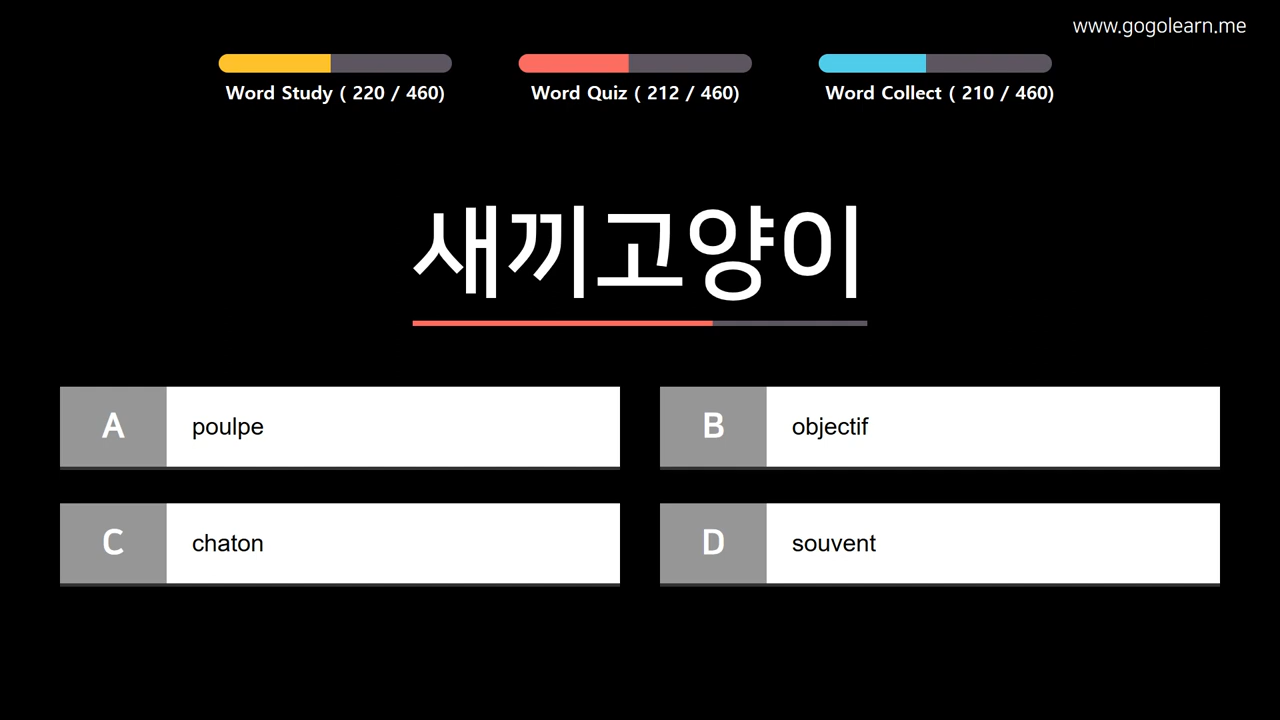 www.gogolearn.me
Word Study ( 220 / 460)
Word Quiz ( 212 / 460)
Word Collect ( 210 / 460)
새끼고양이
A poulpe
B objectif
C chaton
D souvent